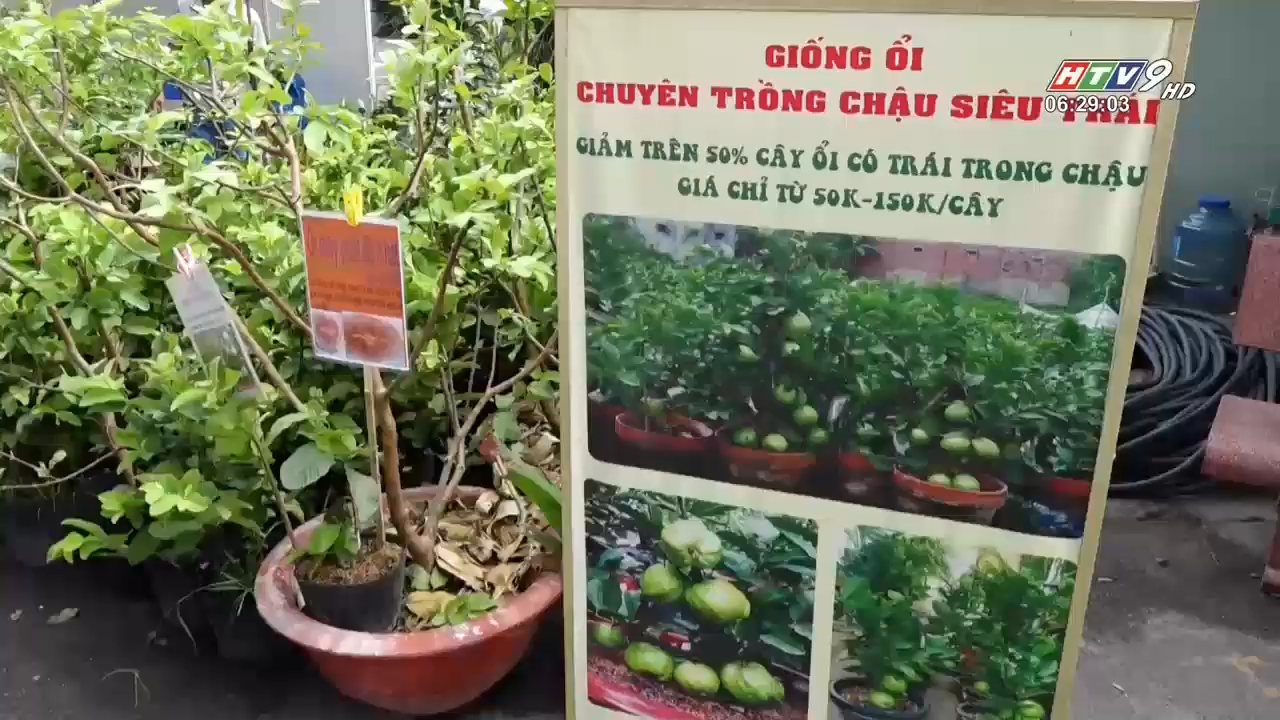 GIỐNG ỔI
CHUYÊN TRỒNG CHẬU SIÊU TRÁI
GIẢM TRÊN 50% CÂY ỔI CÓ TRÁI TRONG CHẬU
GIÁ CHỈ TỪ 50K-150K/CÂY
HTV9 HD
06:29:03